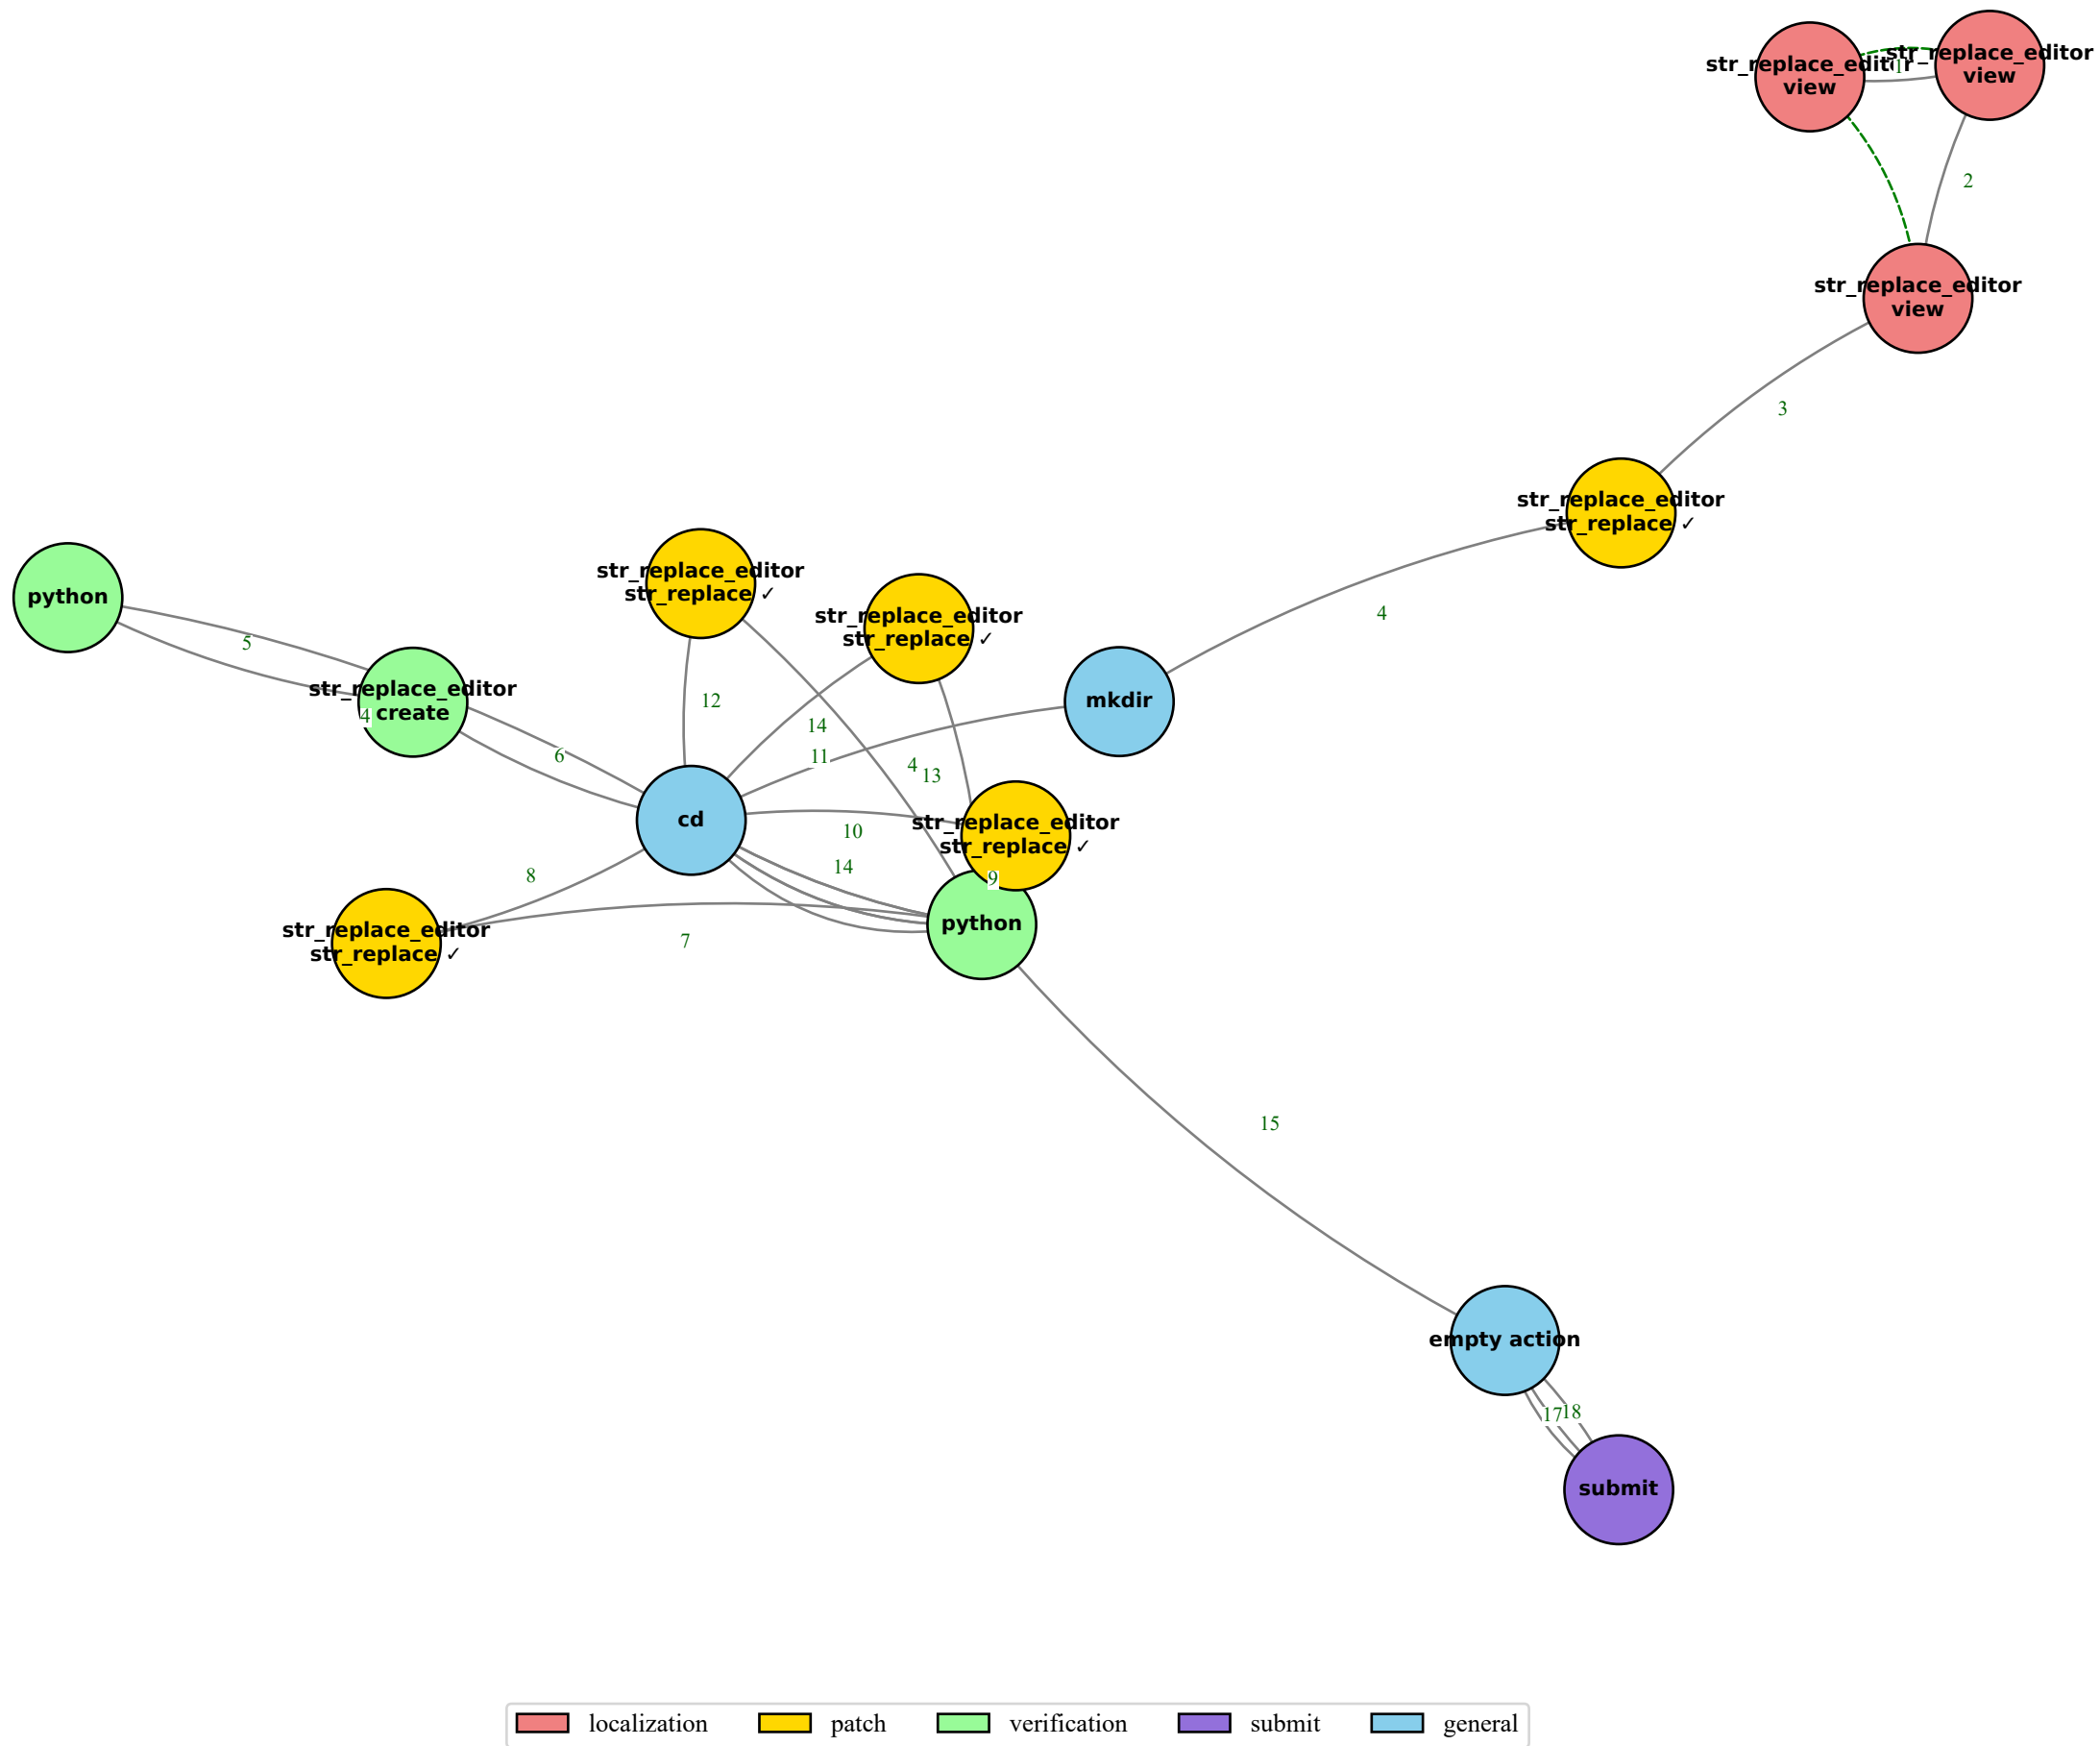 str_replace_editor
view
1
str_replace_editor
view
2
str_replace_editor
view
3
str_replace_editor
str_replace ✓
4
python
5
str_replace_editor
create
4
6
str_replace_editor
str_replace ✓
12
str_replace_editor
str_replace ✓
14
11
4
13
mkdir
cd
str_replace_editor
str_replace ✓
10
14
9
8
str_replace_editor
str_replace ✓
7
python
15
empty action
17
18
submit
localization
patch
verification
submit
general